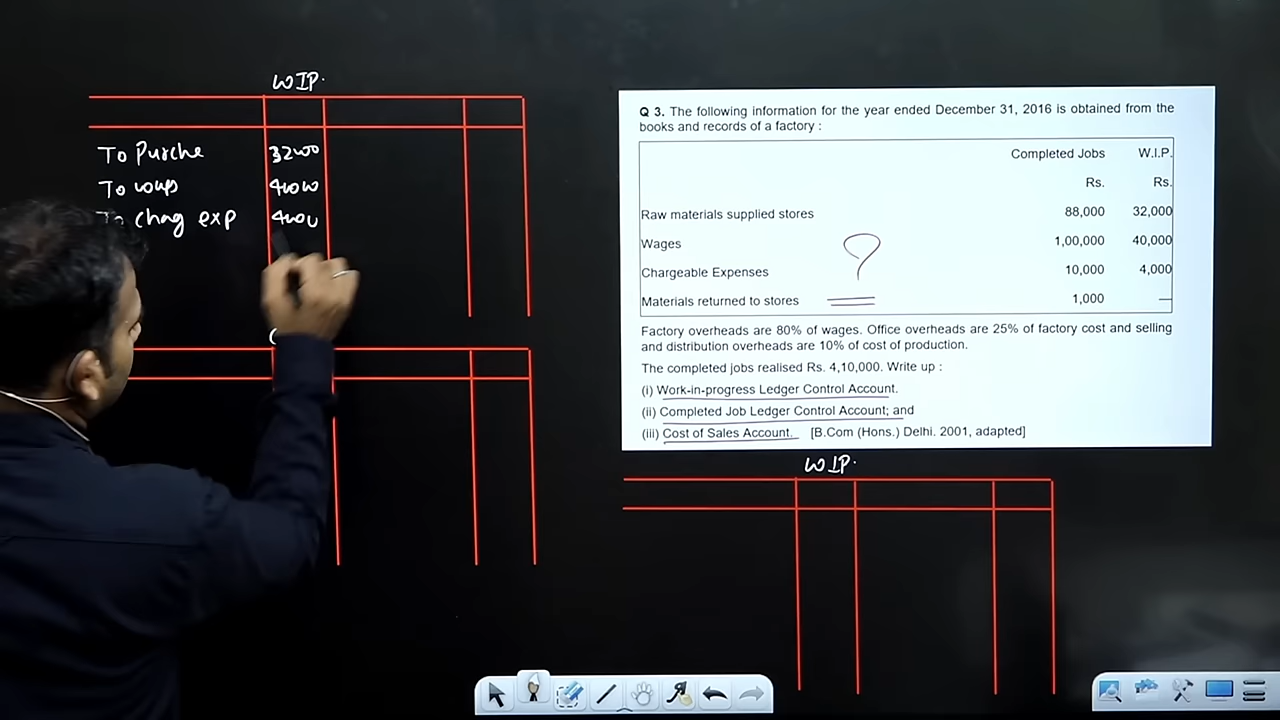 WIP.
To Purche 32000
To wags 40000
To chag exp 4000
Q 3. The following information for the year ended December 31, 2016 is obtained from the
books and records of a factory :
Completed Jobs W.I.P.
Rs. Rs.
Raw materials supplied stores 88,000 32,000
Wages 1,00,000 40,000
?
Chargeable Expenses 10,000 4,000
Materials returned to stores 1,000 —
Factory overheads are 80% of wages. Office overheads are 25% of factory cost and selling
and distribution overheads are 10% of cost of production.
The completed jobs realised Rs. 4,10,000. Write up :
(i) Work-in-progress Ledger Control Account.
(ii) Completed Job Ledger Control Account; and
(iii) Cost of Sales Account. [B.Com (Hons.) Delhi. 2001, adapted]
WIP.